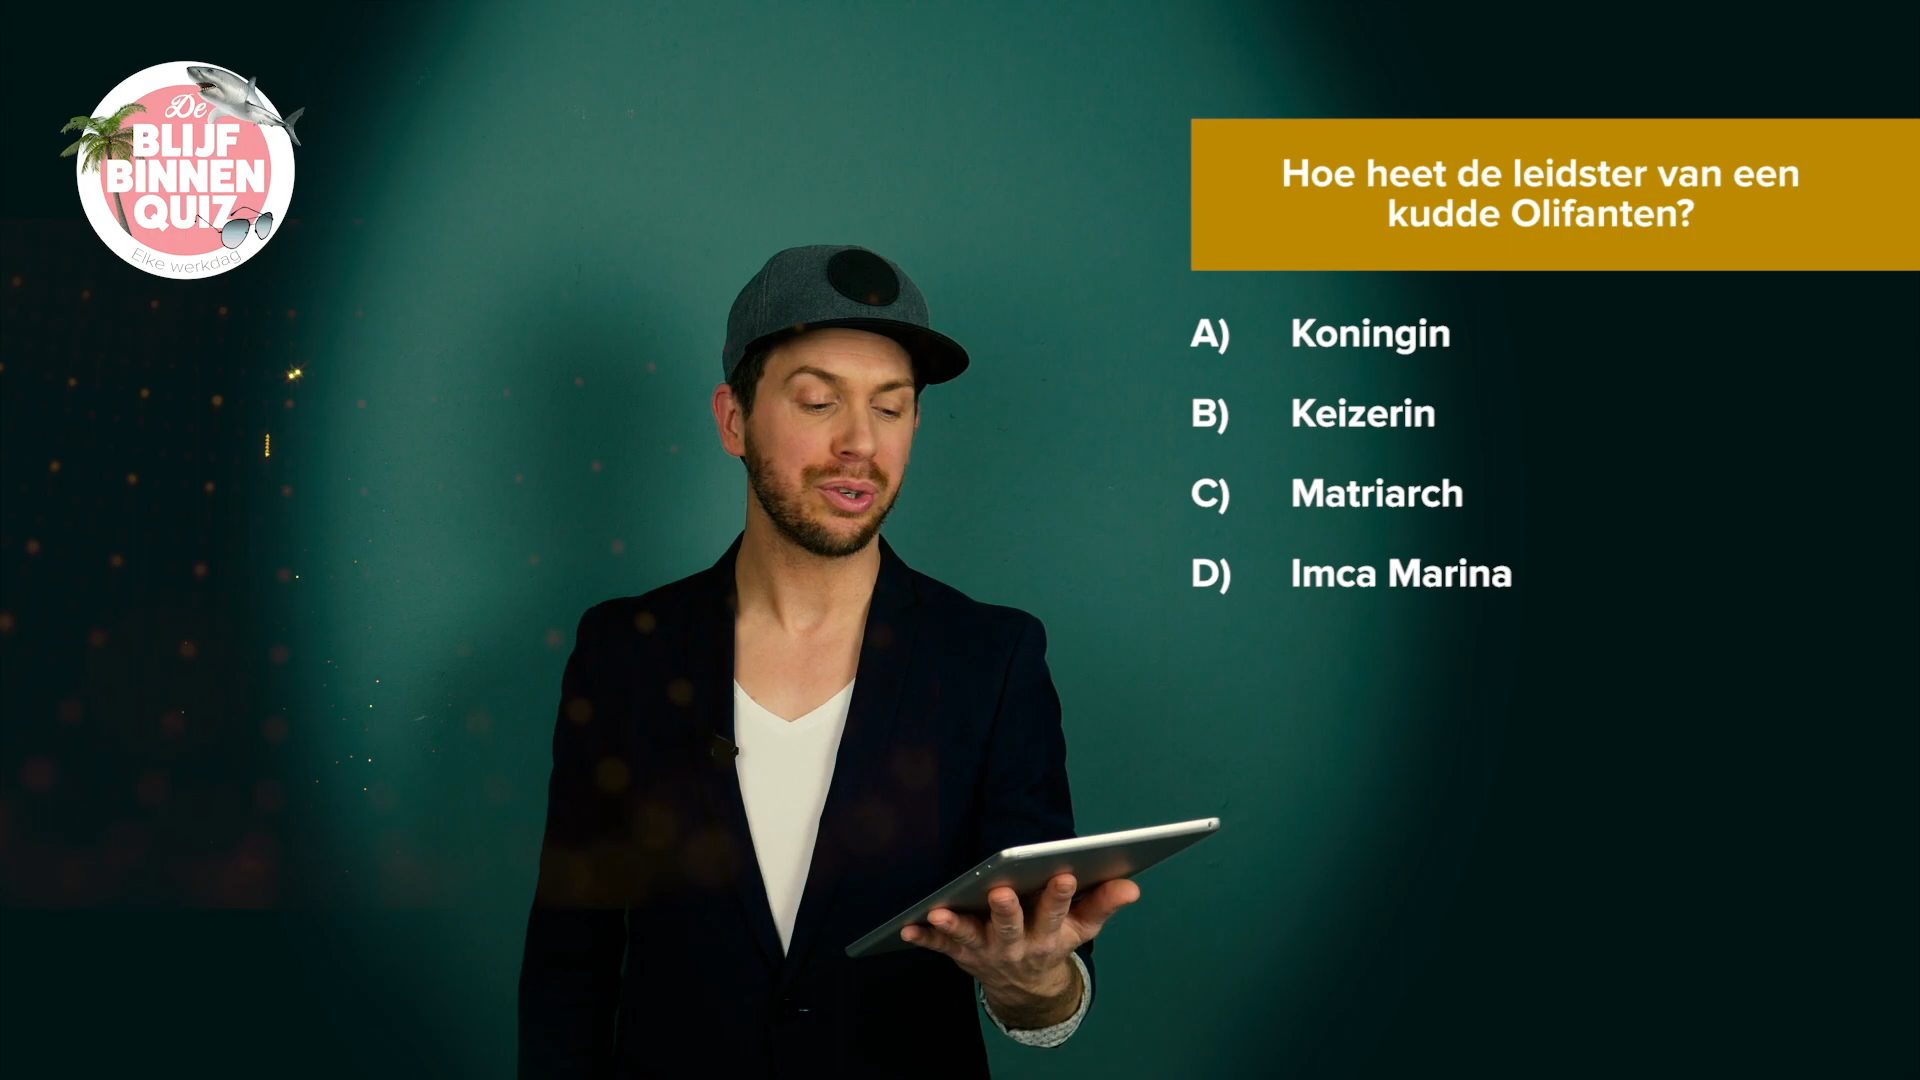 De
BLIJF
BINNEN
QUIZ
Elke werkdag
Hoe heet de leidster van een
kudde Olifanten?
A) Koningin
B) Keizerin
C) Matriarch
D) Imca Marina